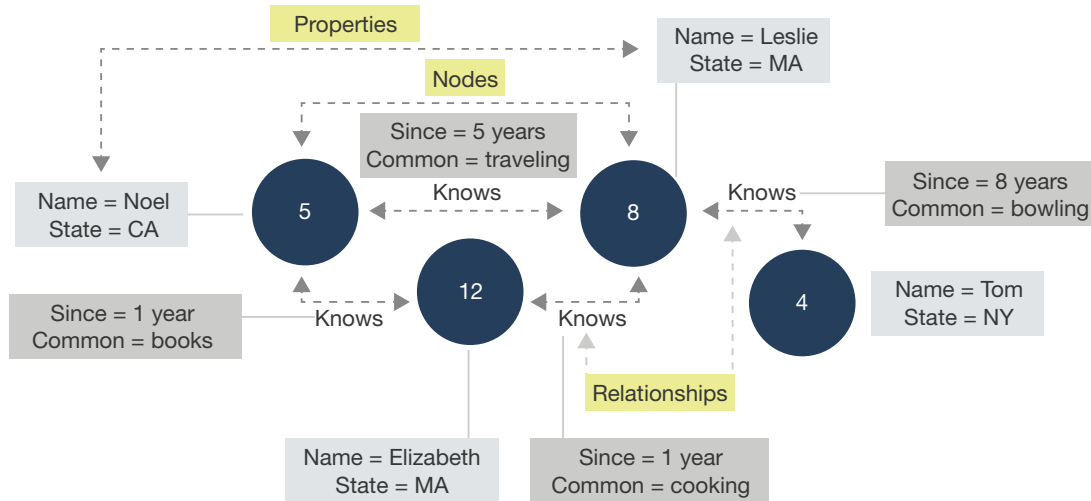 Properties
Name = Leslie
State = MA
Nodes
Since = 5 years
Common = traveling
Name = Noel
State = CA
5
Knows
8
Knows
Since = 8 years
Common = bowling
Since = 1 year
Common = books
Knows
12
Knows
4
Name = Tom
State = NY
Relationships
Name = Elizabeth
State = MA
Since = 1 year
Common = cooking